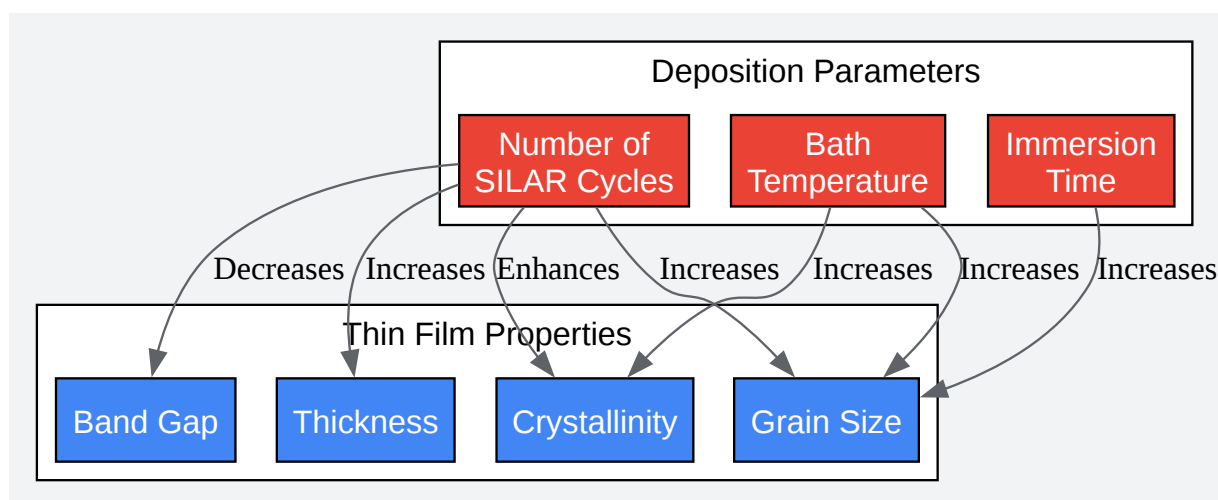 Deposition Parameters
Number of
SILAR Cycles
Bath
Temperature
Immersion
Time
Decreases
Increases
Enhances
Increases
Increases
Increases
Increases
Thin Film Properties
Band Gap
Thickness
Crystallinity
Grain Size